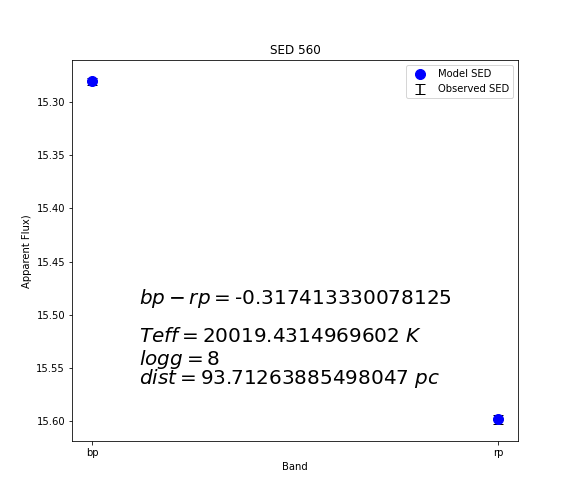 SED 560
Model SED
Observed SED
15.30
15.35
15.40
15.45
15.50
15.55
15.60
Apparent Flux)
bp − rp = -0.317413330078125
Teff = 20019.4314969602 K
logg = 8
dist = 93.71263885498047 pc
bp
rp
Band